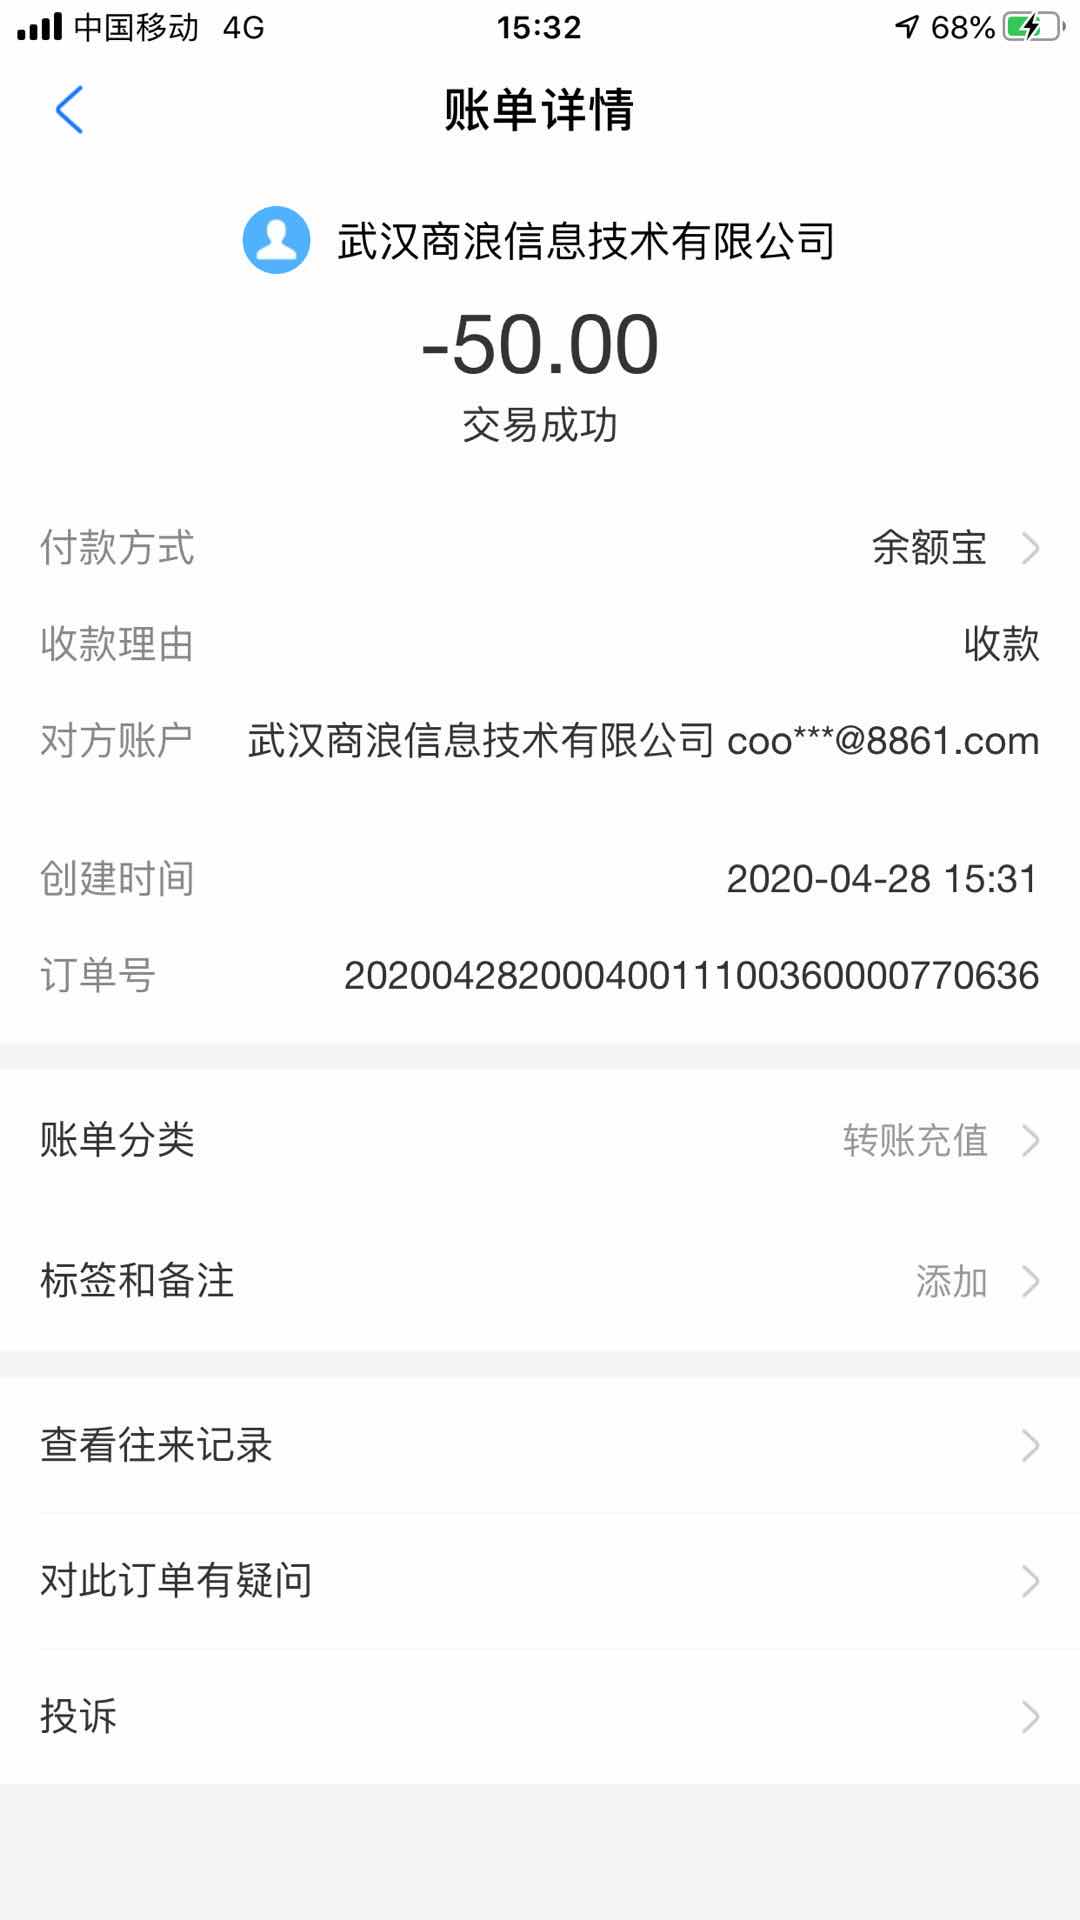 中国移动 4G 15:32 68%
账单详情
武汉商浪信息技术有限公司
-50.00
交易成功
付款方式 余额宝
收款理由 收款
对方账户 武汉商浪信息技术有限公司 coo***@8861.com
创建时间 2020-04-28 15:31
订单号 20200428200040011100360000770636
账单分类 转账充值
标签和备注 添加
查看往来记录
对此订单有疑问
投诉